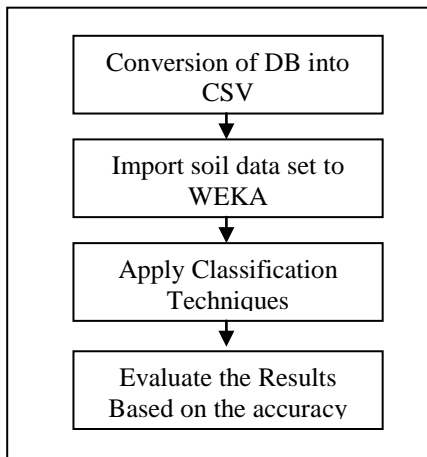 Conversion of DB into
CSV
Import soil data set to
WEKA
Apply Classification
Techniques
Evaluate the Results
Based on the accuracy